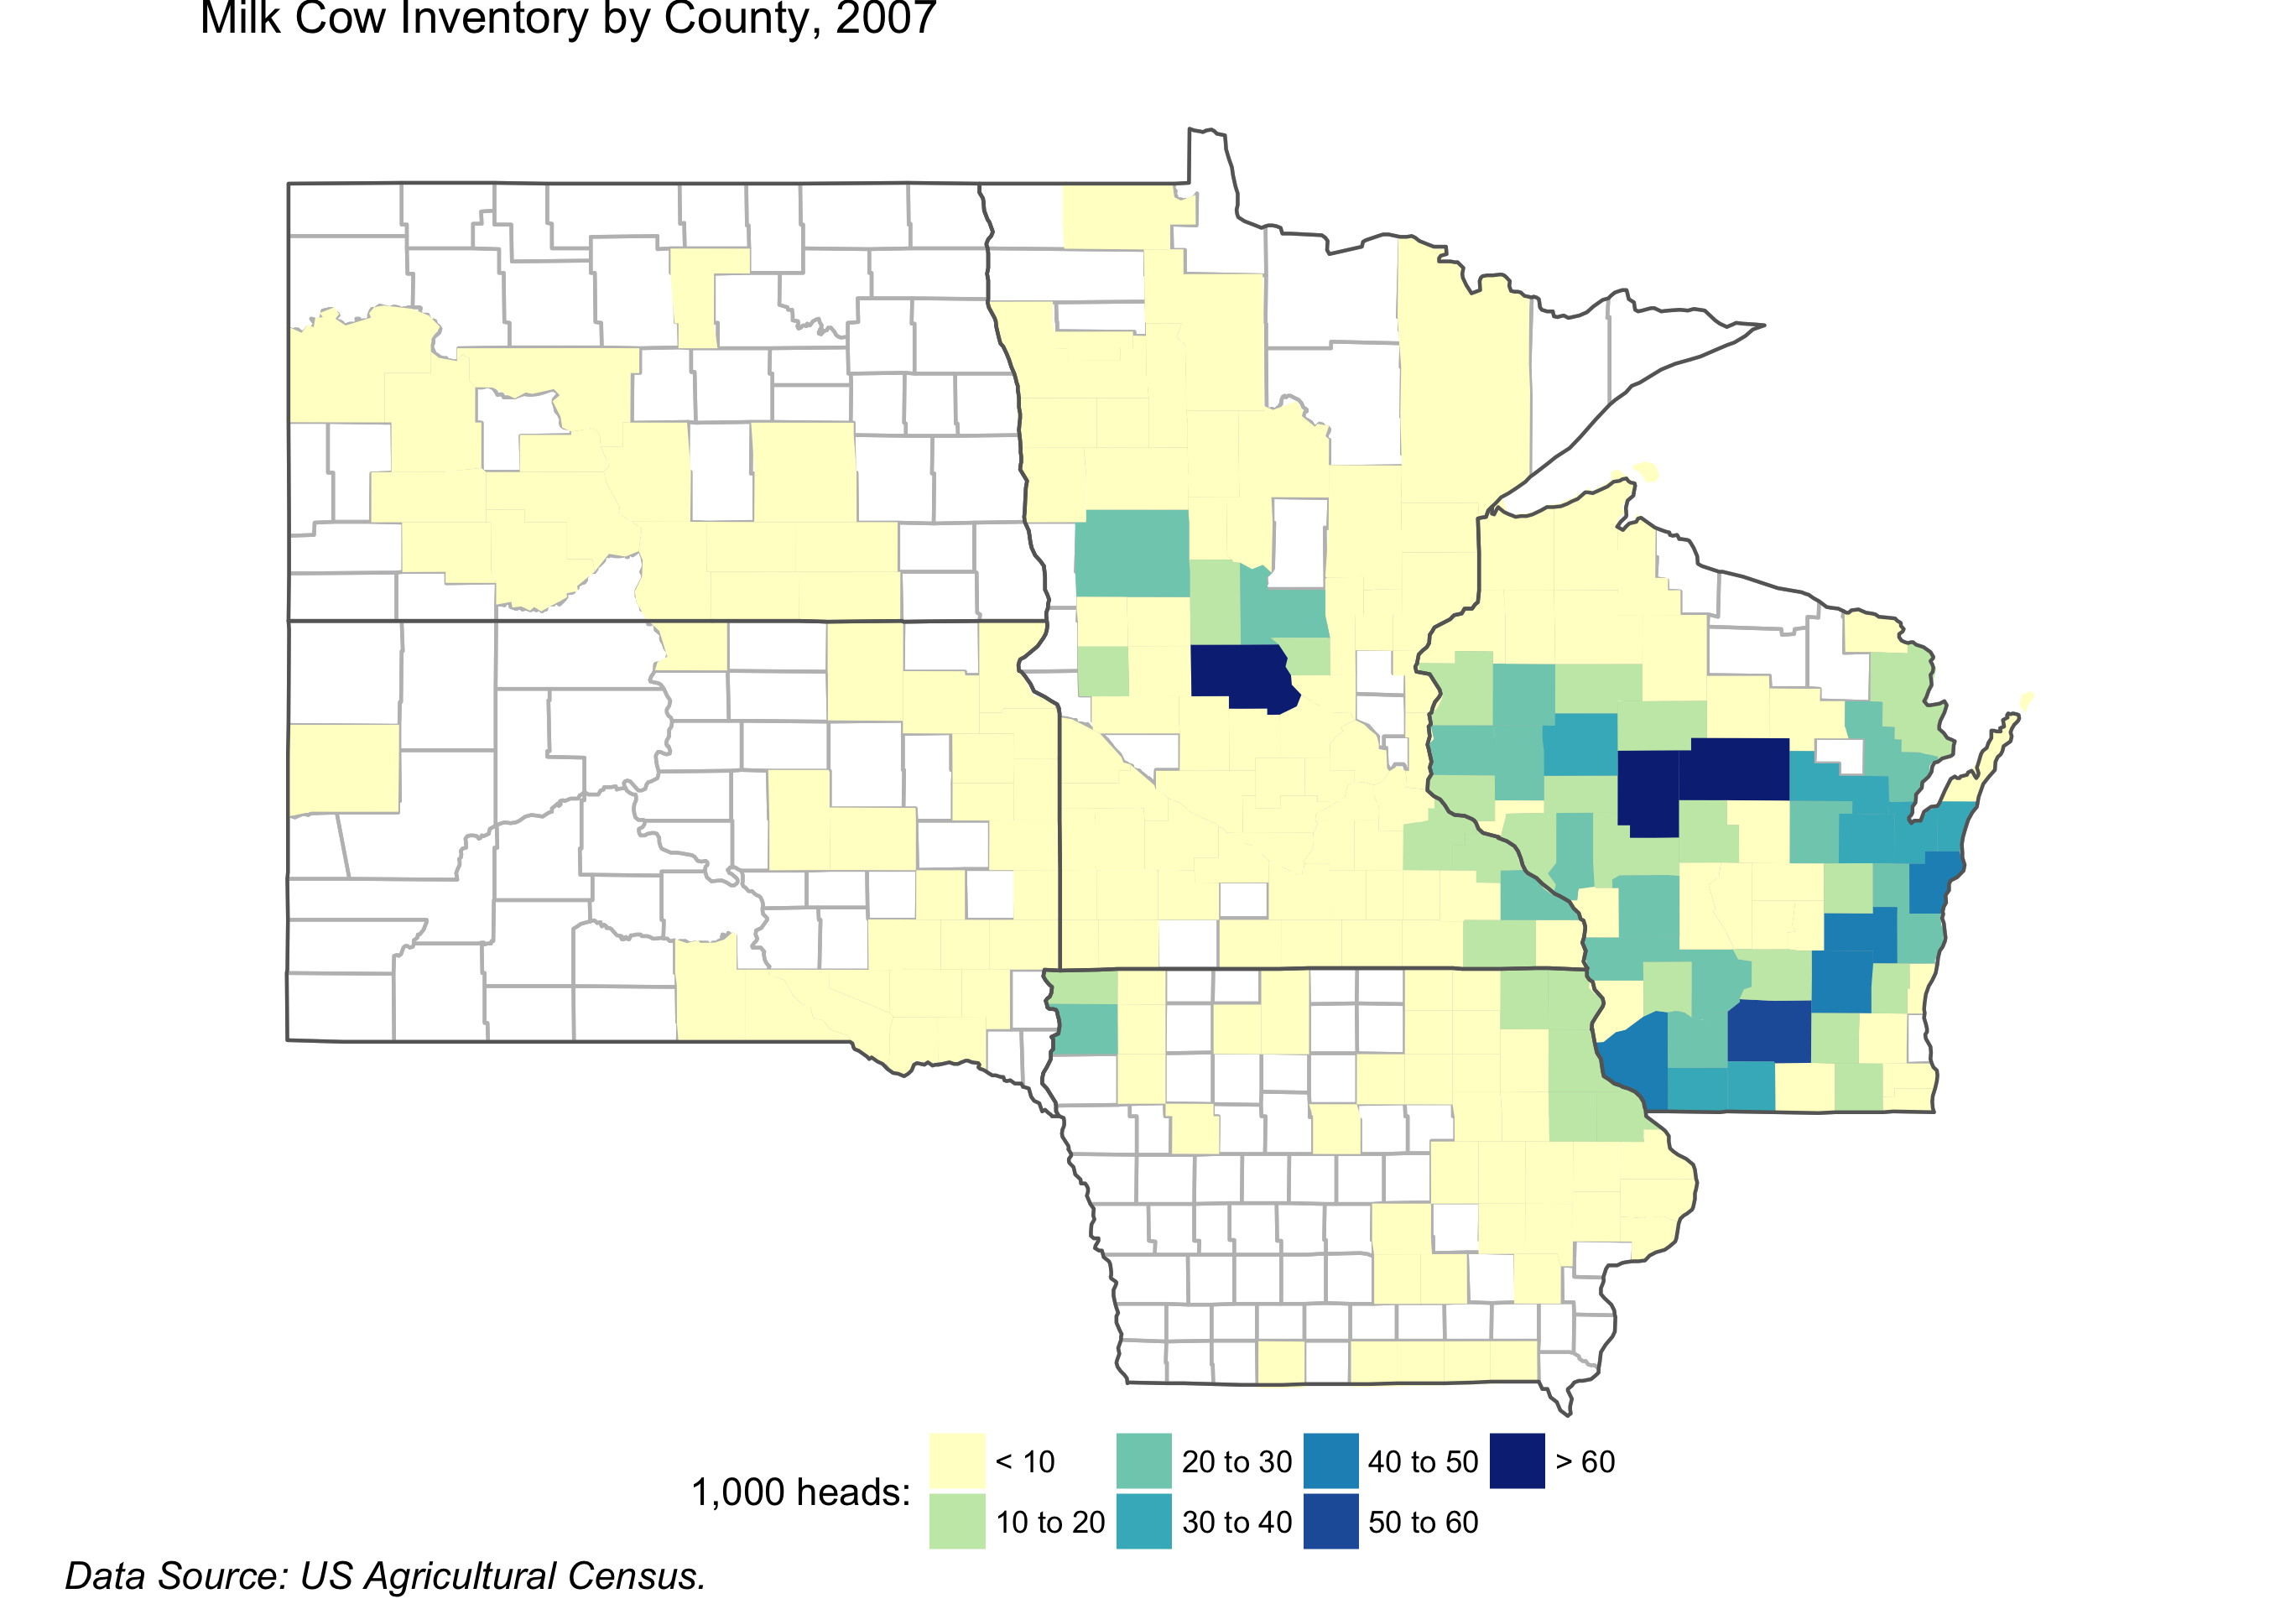 Milk Cow Inventory by County, 2007
1,000 heads:
< 10
20 to 30
40 to 50
> 60
10 to 20
30 to 40
50 to 60
Data Source: US Agricultural Census.